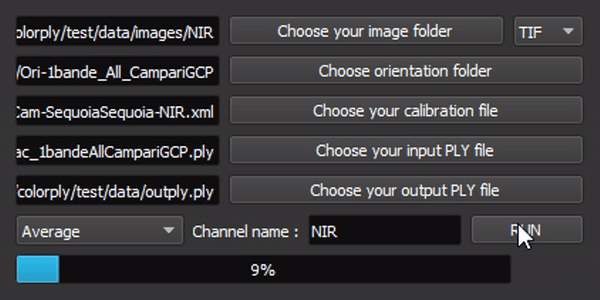 olorply/test/data/images/NIR Choose your image folder TIF
/Ori-1bande_All_CampariGCP Choose orientation folder
Cam-SequoiaSequoia-NIR.xml Choose your calibration file
ac_1bandeAllCampariGCP.ply Choose your input PLY file
/colorply/test/data/outply.ply Choose your output PLY file
Average Channel name : NIR RUN
9%